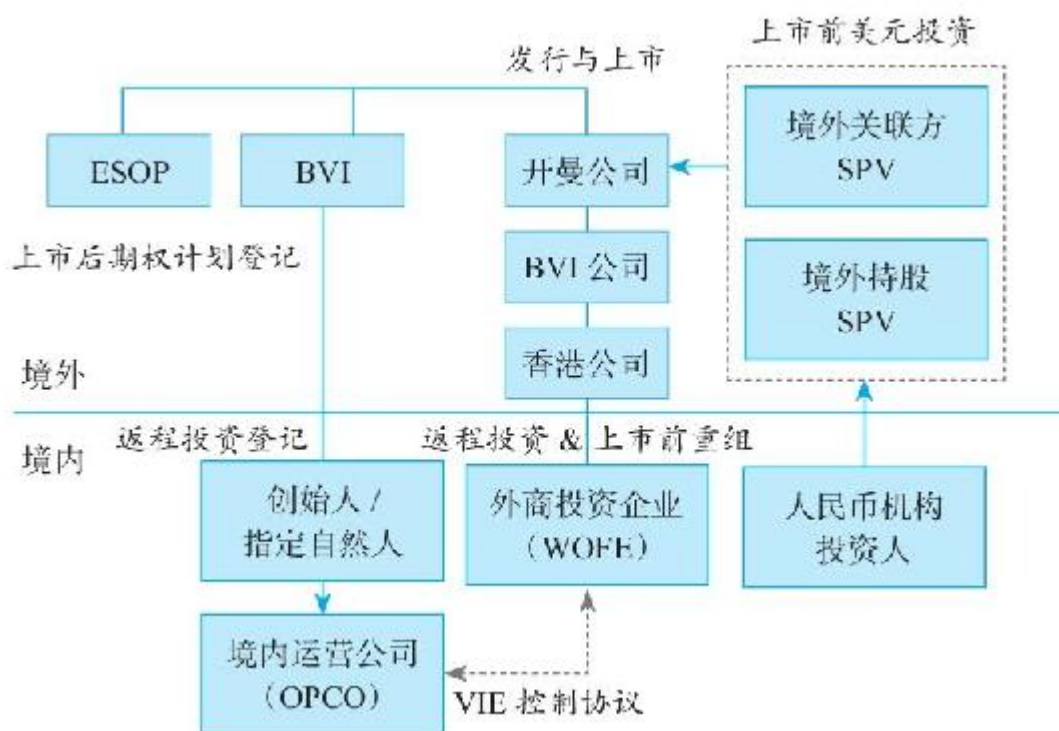 上市前美元投资
发行与上市
ESOP
BVI
开曼公司
境外关联方
SPV
上市后期权计划登记
BVI 公司
境外持股
SPV
香港公司
境外
境内
返程投资登记
返程投资 & 上市前重组
创始人 /
指定自然人
外商投资企业
（WOFE）
人民币机构
投资人
境内运营公司
（OPCO）
VIE 控制协议